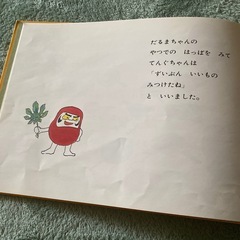 だるまちゃんの
やつでの　はっぱを　みて
てんぐちゃんは
「ずいぶん　いいもの
みつけたね」
と　いいました。